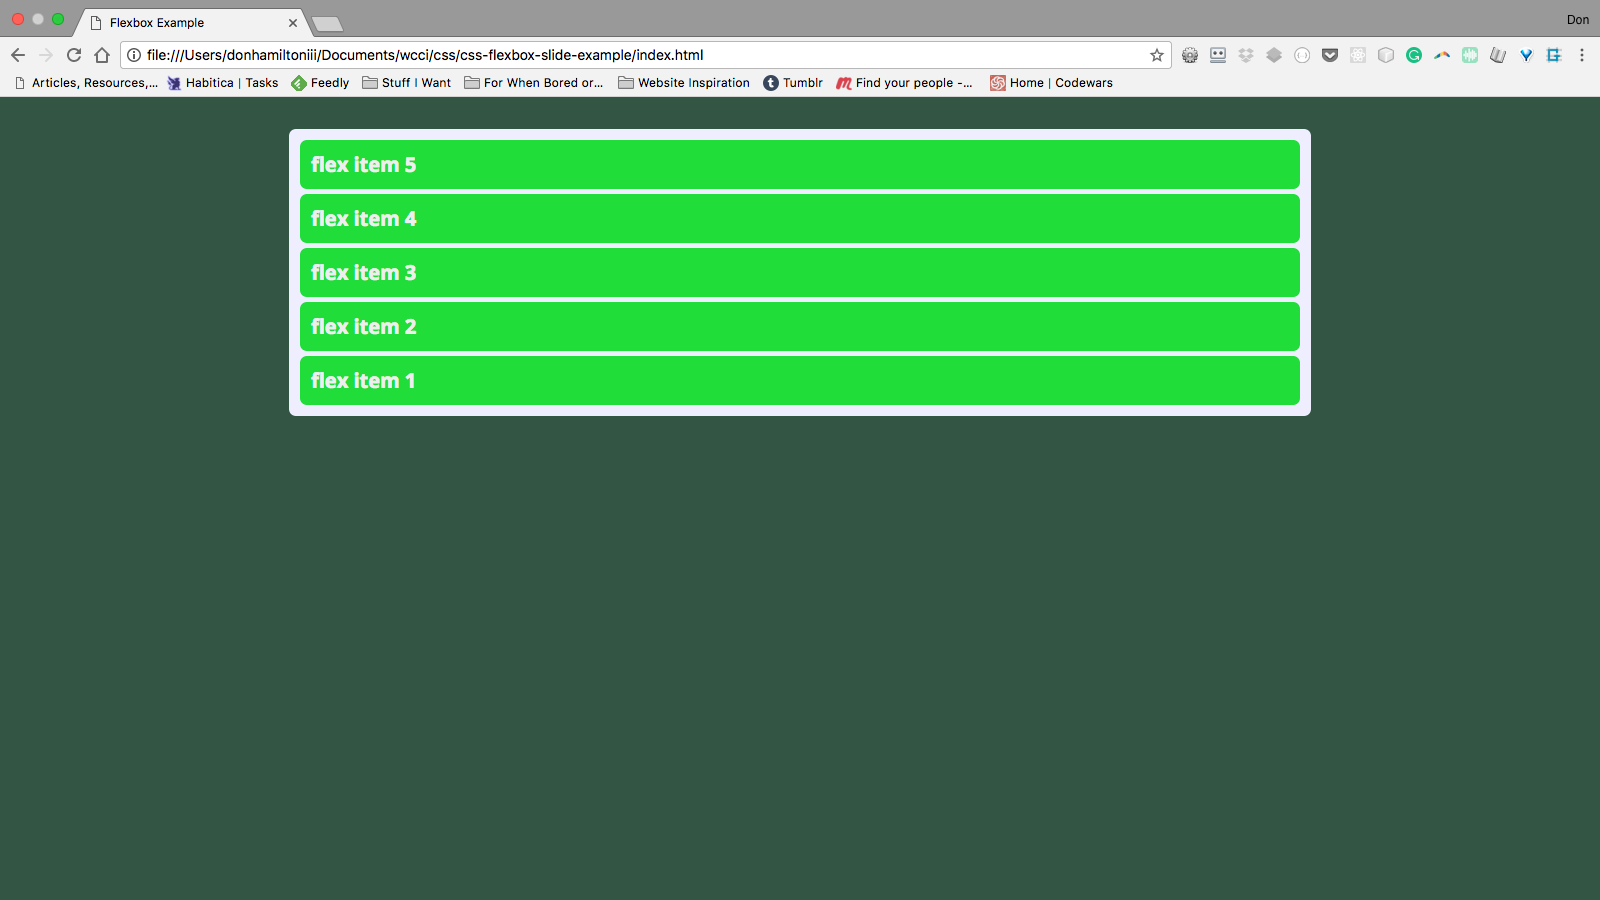 Flexbox Example
Don
file:///Users/donhamiltoniii/Documents/wcci/css/css-flexbox-slide-example/index.html
Articles, Resources,... Habitica | Tasks Feedly Stuff I Want For When Bored or... Website Inspiration Tumblr Find your people -... Home | Codewars
flex item 5
flex item 4
flex item 3
flex item 2
flex item 1